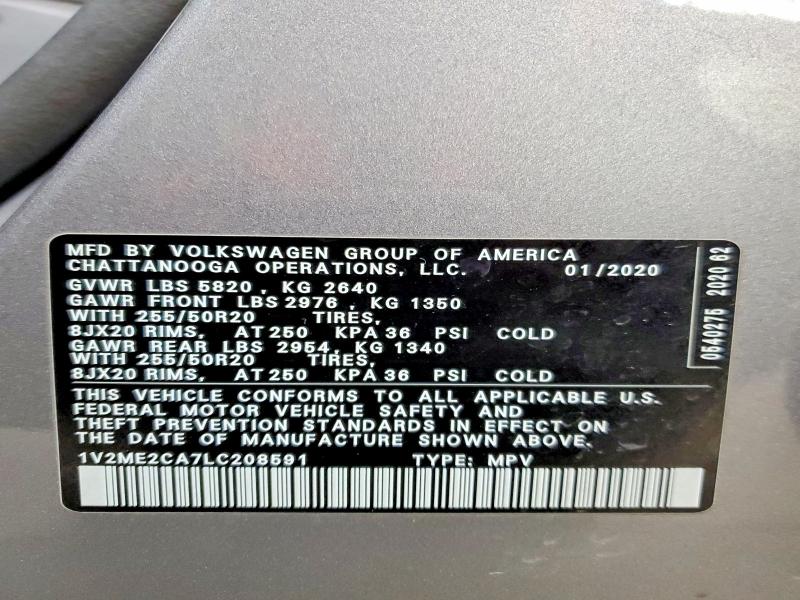 MFD BY VOLKSWAGEN GROUP OF AMERICA
CHATTANOOGA OPERATIONS, LLC. 01/2020
GVWR LBS 5820 , KG 2640
GAWR FRONT LBS 2976 , KG 1350
WITH 255/50R20 TIRES,
8JX20 RIMS, AT 250 KPA 36 PSI COLD
GAWR REAR LBS 2954 , KG 1340
WITH 255/50R20 TIRES,
8JX20 RIMS, AT 250 KPA 36 PSI COLD
THIS VEHICLE CONFORMS TO ALL APPLICABLE U.S.
FEDERAL MOTOR VEHICLE SAFETY AND
THEFT PREVENTION STANDARDS IN EFFECT ON
THE DATE OF MANUFACTURE SHOWN ABOVE.
1V2ME2CA7LC208591 TYPE: MPV
0540275 2020 62